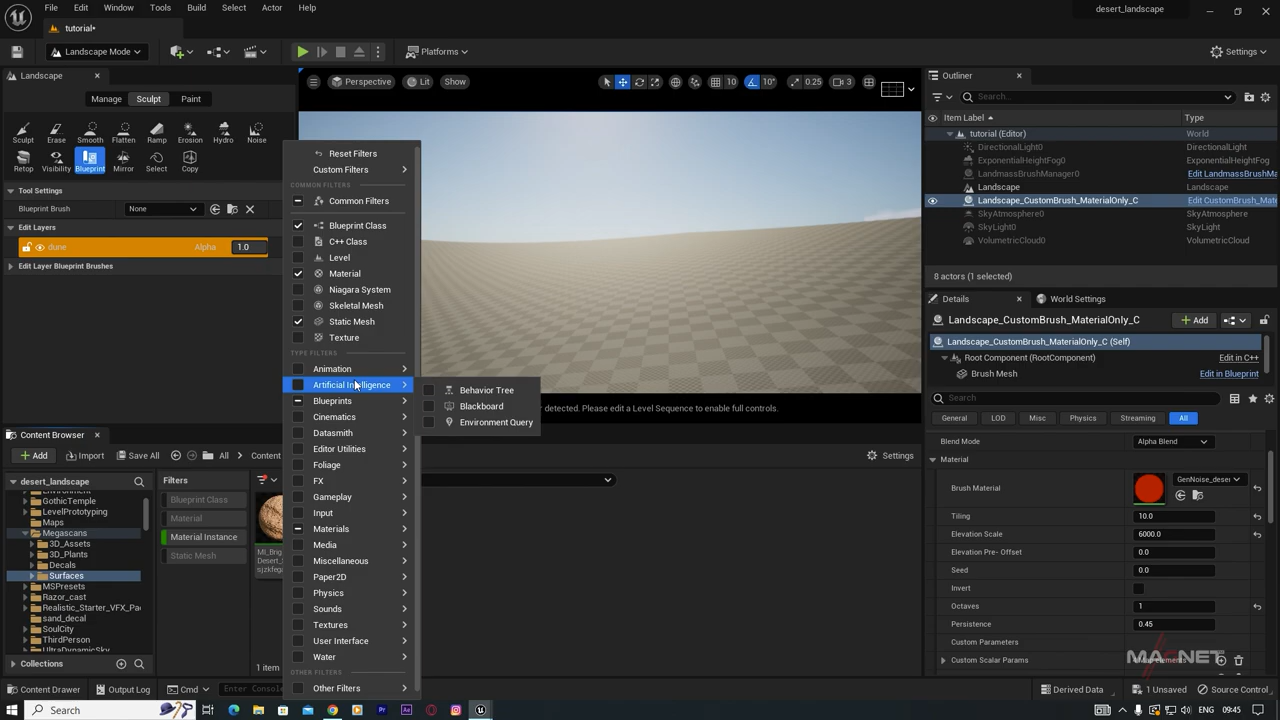 File
Edit
Window
Tools
Build
Select
Actor
Help
desert_landscape
tutorial*
Landscape Mode
Platforms
Settings
Landscape
Perspective
Lit
Show
10
10°
0.25
3
Outliner
Manage
Sculpt
Paint
Search...
Item Label
Type
Sculpt
Erase
Smooth
Flatten
Ramp
Erosion
Hydro
Noise
Retop
Visibility
Blueprint
Mirror
Select
Copy
tutorial (Editor)
World
DirectionalLight0
DirectionalLight
ExponentialHeightFog0
ExponentialHeightFog
LandmassBrushManager0
Edit LandmassBrushMa
Landscape
Landscape
Landscape_CustomBrush_MaterialOnly_C
Edit CustomBrush_Mate
SkyAtmosphere0
SkyAtmosphere
SkyLight0
SkyLight
VolumetricCloud0
VolumetricCloud
8 actors (1 selected)
Tool Settings
Blueprint Brush
None
Edit Layers
dune
Alpha
1.0
Edit Layer Blueprint Brushes
Reset Filters
Custom Filters
COMMON FILTERS
Common Filters
Blueprint Class
C++ Class
Level
Material
Niagara System
Skeletal Mesh
Static Mesh
Texture
TYPE FILTERS
Animation
Artificial Intelligence
Blueprints
Cinematics
Datasmith
Editor Utilities
Foliage
FX
Gameplay
Input
Materials
Media
Miscellaneous
Paper2D
Physics
Sounds
Textures
User Interface
Water
OTHER FILTERS
Other Filters
Behavior Tree
Blackboard
Environment Query
detected. Please edit a Level Sequence to enable full controls.
Settings
Details
World Settings
Landscape_CustomBrush_MaterialOnly_C
Add
Landscape_CustomBrush_MaterialOnly_C (Self)
Root Component (RootComponent)
Edit in C++
Brush Mesh
Edit in Blueprint
Search
General
LOD
Misc
Physics
Streaming
All
Blend Mode
Alpha Blend
Material
Brush Material
GenNoise_deser
Tiling
10.0
Elevation Scale
6000.0
Elevation Pre- Offset
0.0
Seed
0.0
Invert
Octaves
1
Persistence
0.45
Custom Parameters
Custom Scalar Params
MAGNET
Content Browser
Add
Import
Save All
All
Content
desert_landscape
GothicTemple
LevelPrototyping
Maps
Megascans
3D_Assets
3D_Plants
Decals
Surfaces
MSPresets
Razor_cast
Realistic_Starter_VFX_Pac
sand_decal
SoulCity
ThirdPerson
UltraDynamicSky
Collections
Filters
Blueprint Class
Material
Material Instance
Static Mesh
MI_Brig
Desert_S
sjzkfeg
1 item
Content Drawer
Output Log
Cmd
Enter Console
Derived Data
1 Unsaved
Source Control
Search
ENG
09:45